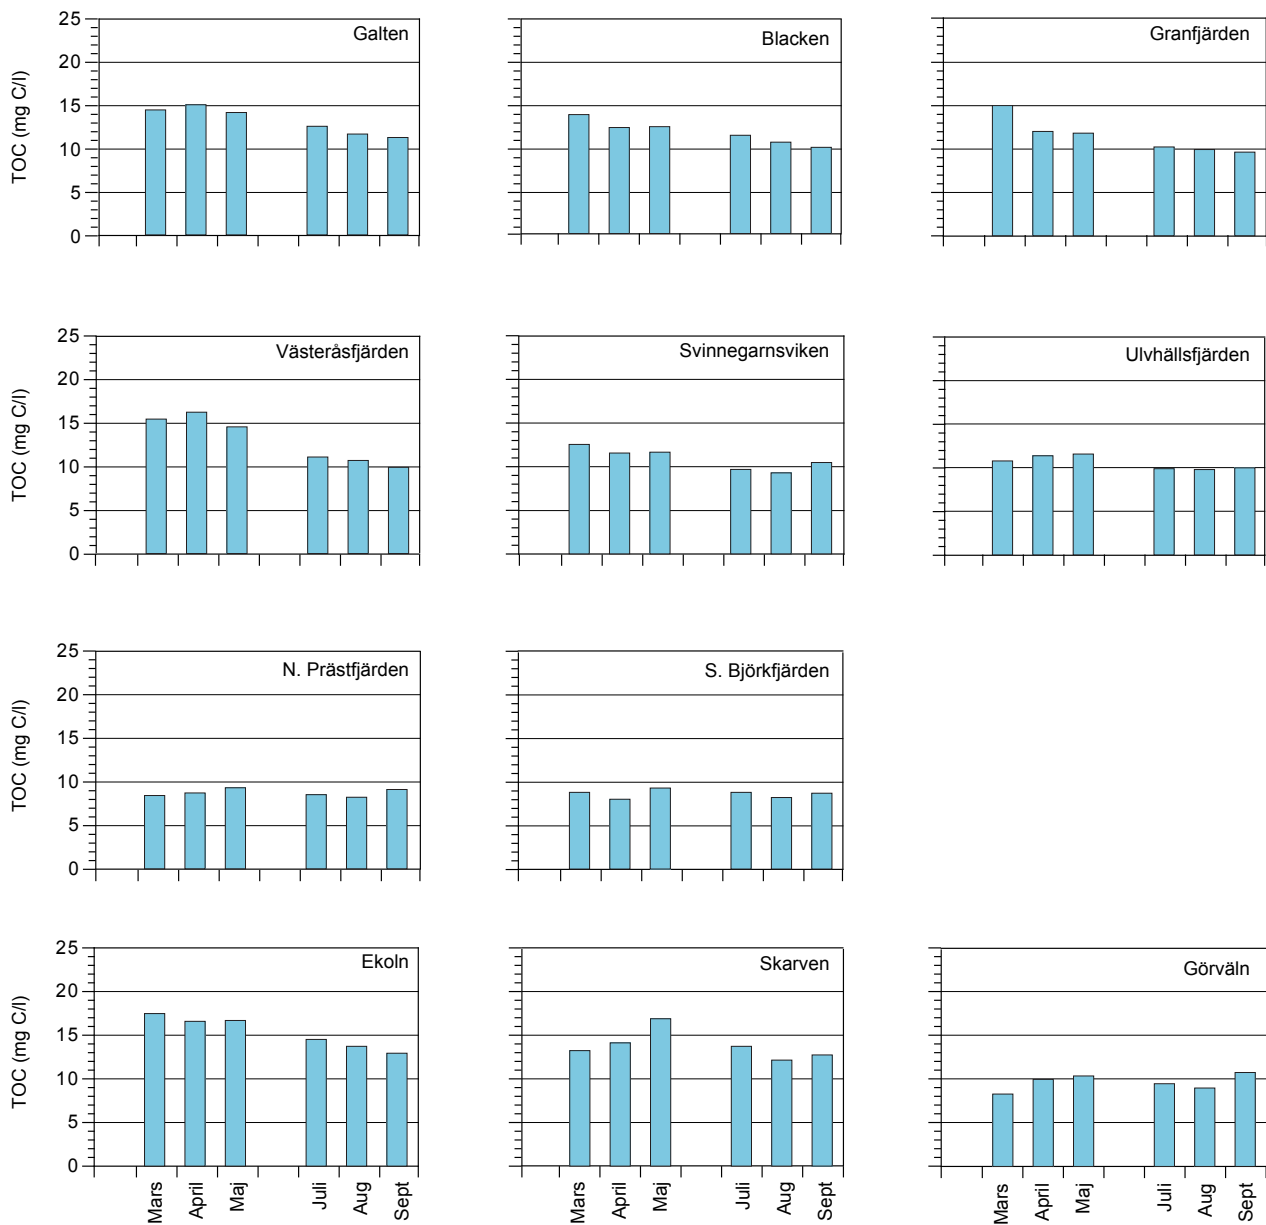 Galten
Blacken
Granfjärden
TOC (mg C/l)
25
20
15
10
5
0
Västeråsfjärden
Svinnegarnsviken
Ulvhällsfjärden
TOC (mg C/l)
25
20
15
10
5
0
N. Prästfjärden
S. Björkfjärden
TOC (mg C/l)
25
20
15
10
5
0
Ekoln
Skarven
Görväln
TOC (mg C/l)
25
20
15
10
5
0
Mars April Maj Juli Aug Sept
Mars April Maj Juli Aug Sept
Mars April Maj Juli Aug Sept